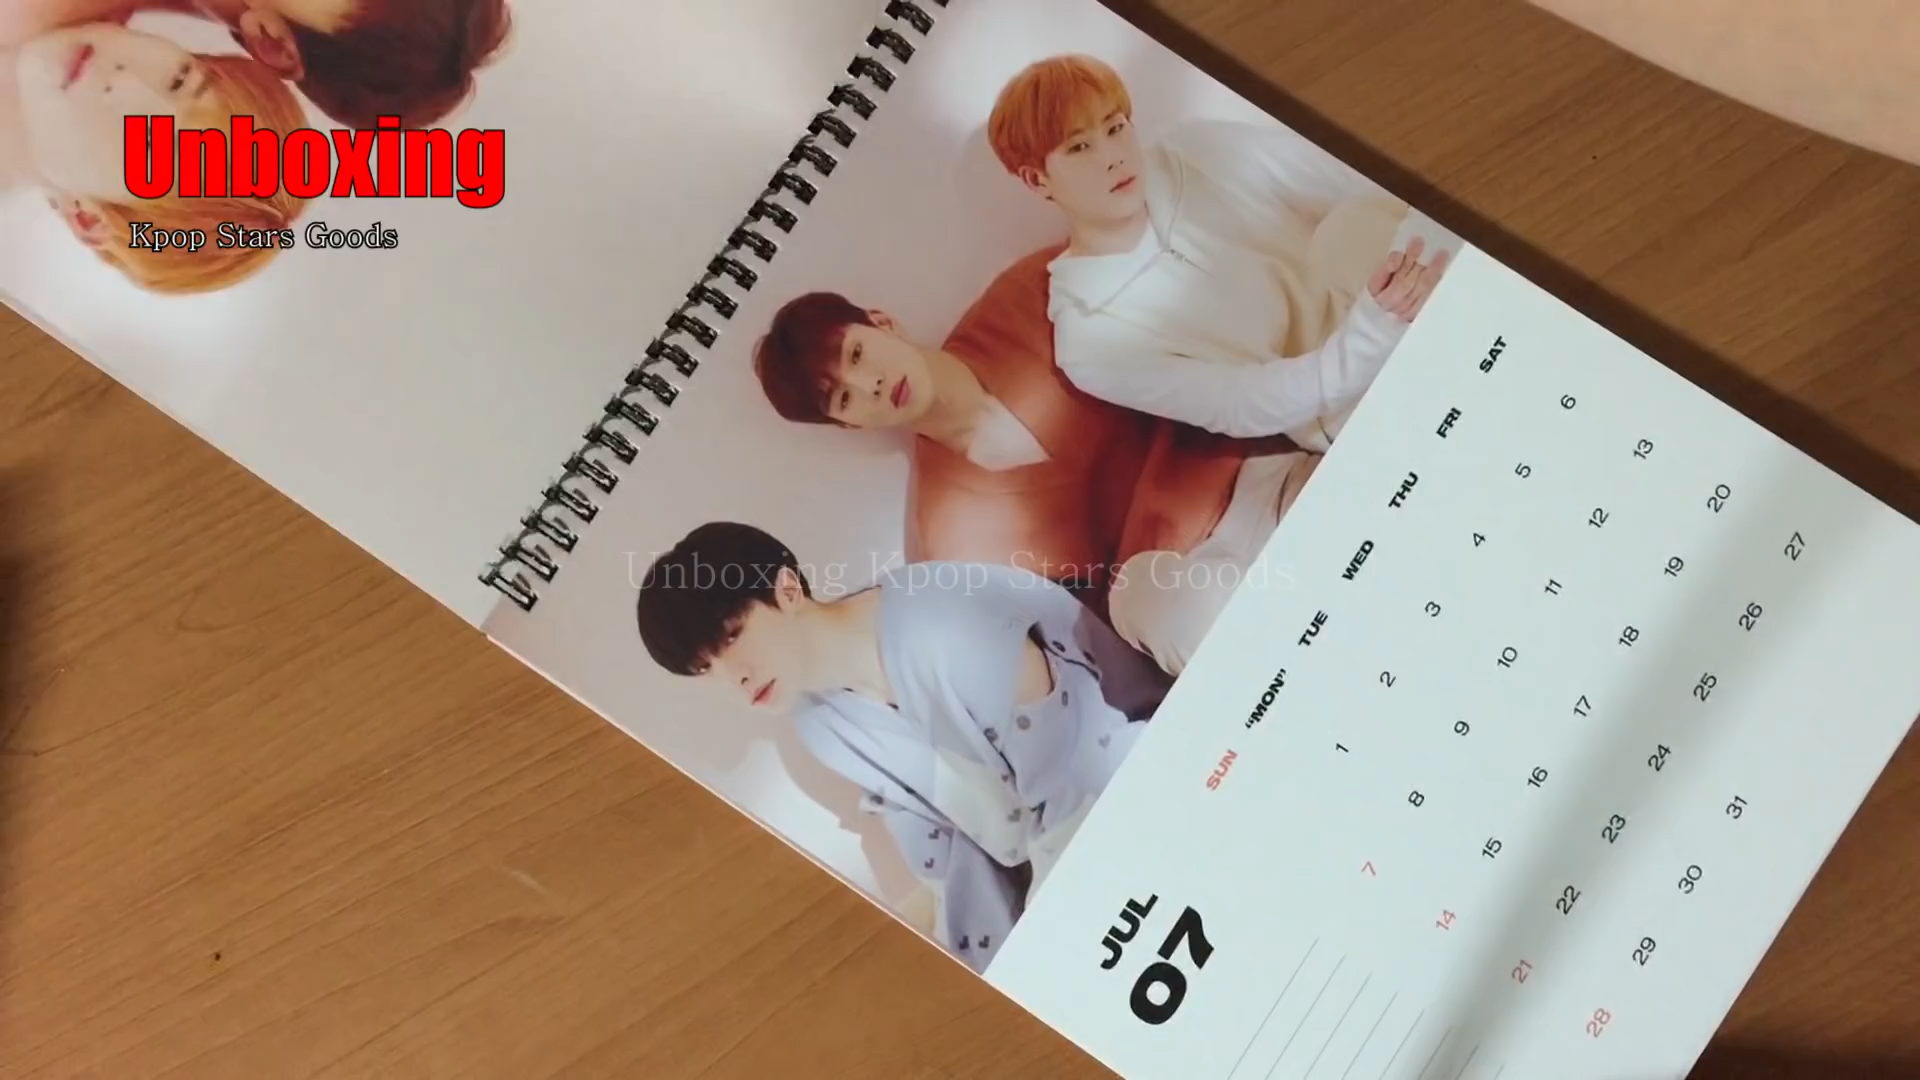 Unboxing
Kpop Stars Goods
Unboxing Kpop Stars Goods
JUL
07
SUN "MON" TUE WED THU FRI SAT
1 2 3 4 5 6
7 8 9 10 11 12 13
14 15 16 17 18 19 20
21 22 23 24 25 26 27
28 29 30 31